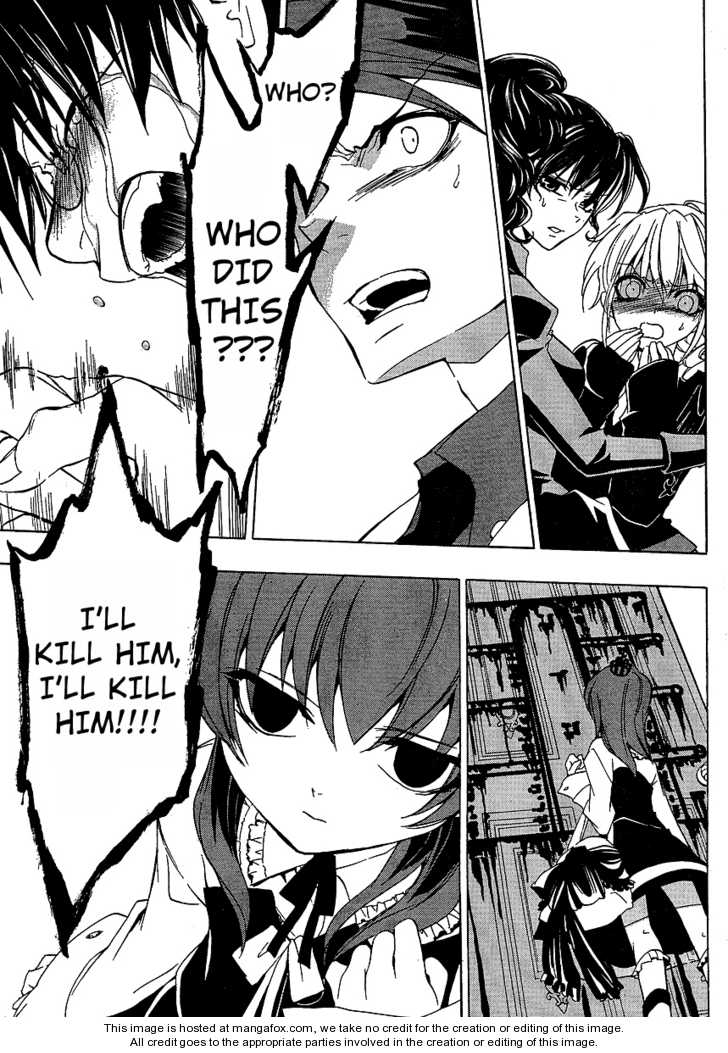 WHO?
WHO
DID
THIS
???
I'LL
KILL HIM,
I'LL KILL
HIM!!!!
This image is hosted at mangafox.com, we take no credit for the creation or editing of this image.
All credit goes to the appropriate parties involved in the creation or editing of this image.